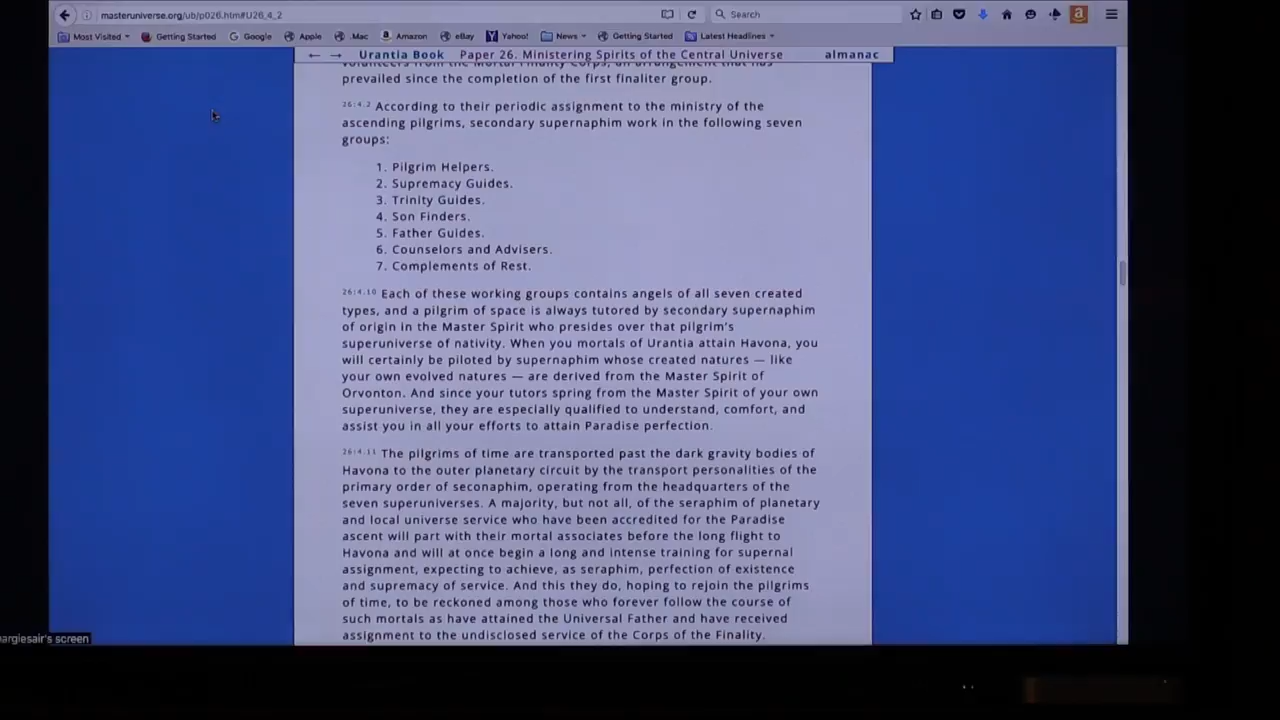 masteruniverse.org/ub/p026.htm#U26_4_2
Search
Most Visited Getting Started Google Apple .Mac Amazon eBay Yahoo! News Getting Started Latest Headlines
← → Urantia Book Paper 26. Ministering Spirits of the Central Universe almanac
volunteers from the Mortal Finality Corps, an arrangement that has
prevailed since the completion of the first finaliter group.
26:4.2 According to their periodic assignment to the ministry of the
ascending pilgrims, secondary supernaphim work in the following seven
groups:
1. Pilgrim Helpers.
2. Supremacy Guides.
3. Trinity Guides.
4. Son Finders.
5. Father Guides.
6. Counselors and Advisers.
7. Complements of Rest.
26:4.10 Each of these working groups contains angels of all seven created
types, and a pilgrim of space is always tutored by secondary supernaphim
of origin in the Master Spirit who presides over that pilgrim’s
superuniverse of nativity. When you mortals of Urantia attain Havona, you
will certainly be piloted by supernaphim whose created natures — like
your own evolved natures — are derived from the Master Spirit of
Orvonton. And since your tutors spring from the Master Spirit of your own
superuniverse, they are especially qualified to understand, comfort, and
assist you in all your efforts to attain Paradise perfection.
26:4.11 The pilgrims of time are transported past the dark gravity bodies of
Havona to the outer planetary circuit by the transport personalities of the
primary order of seconaphim, operating from the headquarters of the
seven superuniverses. A majority, but not all, of the seraphim of planetary
and local universe service who have been accredited for the Paradise
ascent will part with their mortal associates before the long flight to
Havona and will at once begin a long and intense training for supernal
assignment, expecting to achieve, as seraphim, perfection of existence
and supremacy of service. And this they do, hoping to rejoin the pilgrims
of time, to be reckoned among those who forever follow the course of
such mortals as have attained the Universal Father and have received
assignment to the undisclosed service of the Corps of the Finality.
argiesair's screen